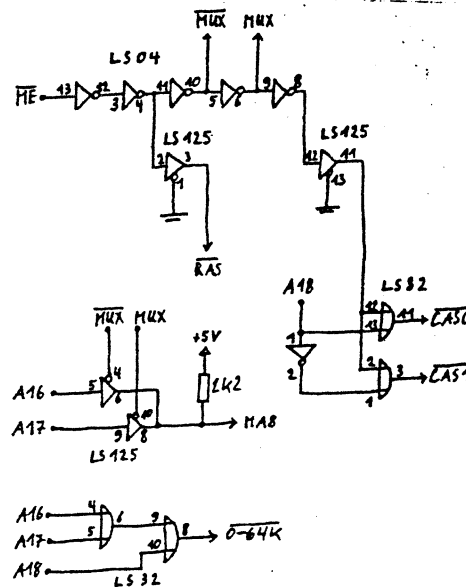 MUX MUX
LS04
ME 13 12 3 4 11 10 5 6 9 8
LS125
2 3
1
LS125
12 11
13
RAS
A18
LS32
12 11 CAS0
13
1
2
2 3 CAS1
1
MUX MUX
+5V
4
A16 5 6
2k2
10
A17 9 8 MA8
LS125
A16 4 6 9 8 0-64K
A17 5
10
A18
LS32